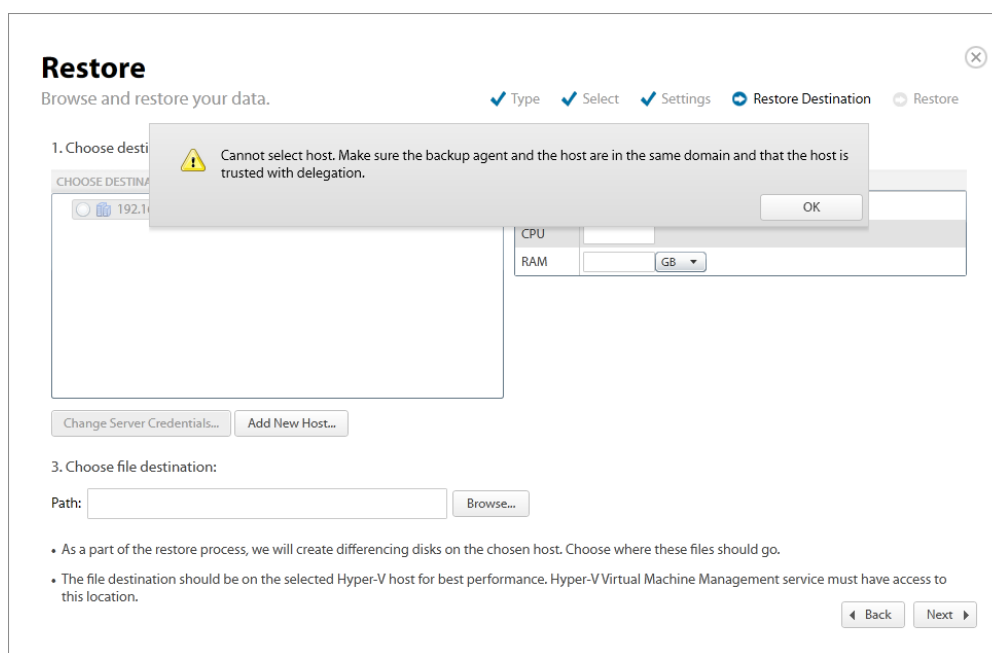 Restore
Browse and restore your data.
Type
Select
Settings
Restore Destination
Restore
1. Choose desti
Cannot select host. Make sure the backup agent and the host are in the same domain and that the host is
trusted with delegation.
OK
CHOOSE DESTINA
192.1
CPU
RAM
GB
Change Server Credentials...
Add New Host...
3. Choose file destination:
Path:
Browse...
• As a part of the restore process, we will create differencing disks on the chosen host. Choose where these files should go.
• The file destination should be on the selected Hyper-V host for best performance. Hyper-V Virtual Machine Management service must have access to
this location.
Back
Next